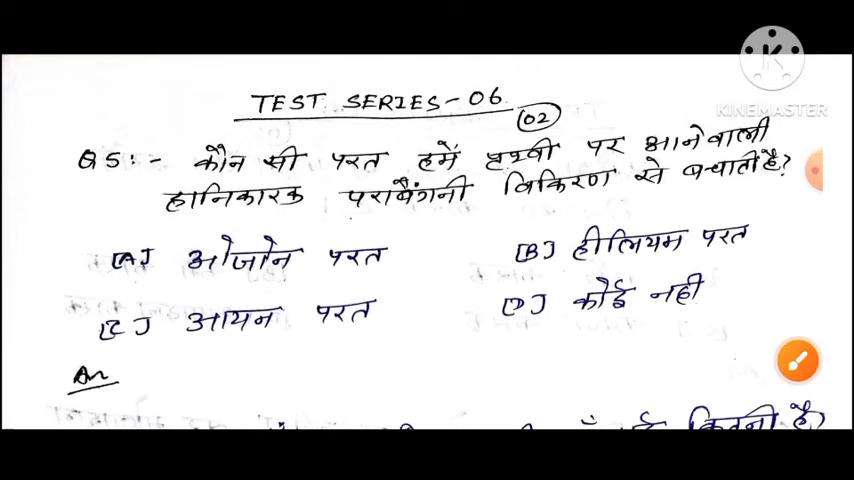 KINEMASTER
TEST SERIES-06
02
Q5:- कौन सी परत हमें पृथ्वी पर आनेवाली
हानिकारक पराबैंगनी विकिरण से बचाती है?
[A] ओजोन परत [B] हीलियम परत
[C] आयन परत [D] कोई नही
An
कितनी है?